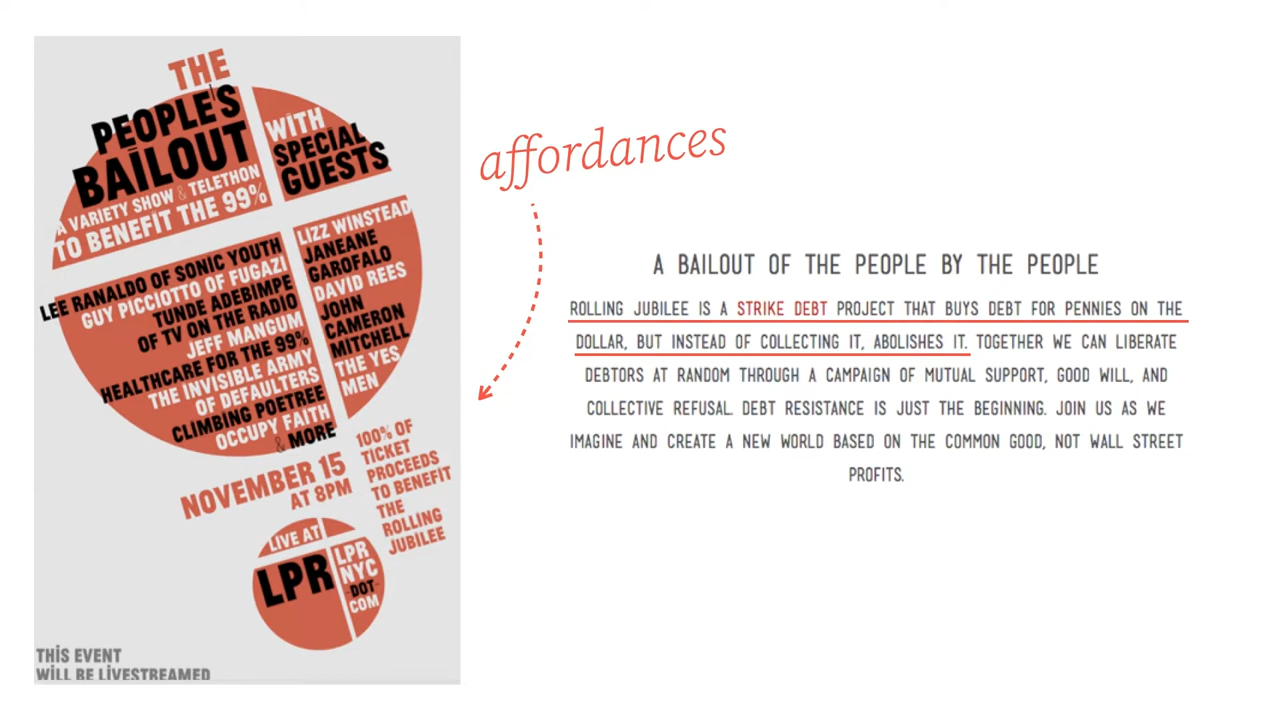 THE
PEOPLE'S
BAILOUT
A VARIETY SHOW & TELETHON
TO BENEFIT THE 99%
WITH
SPECIAL
GUESTS
LEE RANALDO OF SONIC YOUTH
GUY PICCIOTTO OF FUGAZI
TUNDE ADEBIMPE
OF TV ON THE RADIO
JEFF MANGUM
HEALTHCARE FOR THE 99%
THE INVISIBLE ARMY
OF DEFAULTERS
CLIMBING POETREE
OCCUPY FAITH
& MORE
LIZZ WINSTEAD
JANEANE
GAROFALO
DAVID REES
JOHN
CAMERON
MITCHELL
THE YES
MEN
NOVEMBER 15
AT 8PM
100% OF
TICKET
PROCEEDS
TO BENEFIT
THE
ROLLING
JUBILEE
LIVE AT
LPR
LPR
NYC
-DOT-
COM
THIS EVENT
WILL BE LIVESTREAMED
affordances
A BAILOUT OF THE PEOPLE BY THE PEOPLE
ROLLING JUBILEE IS A STRIKE DEBT PROJECT THAT BUYS DEBT FOR PENNIES ON THE
DOLLAR, BUT INSTEAD OF COLLECTING IT, ABOLISHES IT. TOGETHER WE CAN LIBERATE
DEBTORS AT RANDOM THROUGH A CAMPAIGN OF MUTUAL SUPPORT, GOOD WILL, AND
COLLECTIVE REFUSAL. DEBT RESISTANCE IS JUST THE BEGINNING. JOIN US AS WE
IMAGINE AND CREATE A NEW WORLD BASED ON THE COMMON GOOD, NOT WALL STREET
PROFITS.